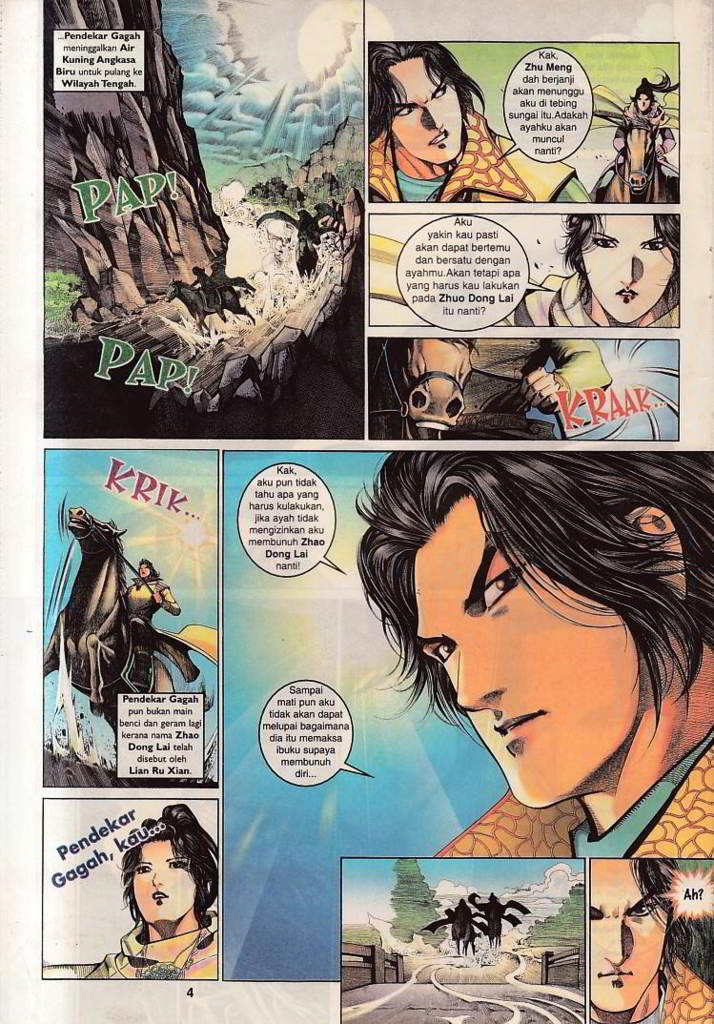 ...Pendekar Gagah
meninggalkan Air
Kuning Angkasa
Biru untuk pulang ke
Wilayah Tengah.
PAP!
PAP!
Kak,
Zhu Meng
dah berjanji
akan menunggu
aku di tebing
sungai itu.Adakah
ayahku akan
muncul
nanti?
Aku
yakin kau pasti
akan dapat bertemu
dan bersatu dengan
ayahmu.Akan tetapi apa
yang harus kau lakukan
pada Zhuo Dong Lai
itu nanti?
KRAAK...
KRIK...
Pendekar Gagah
pun bukan main
benci dan geram lagi
kerana nama Zhao
Dong Lai telah
disebut oleh
Lian Ru Xian.
Kak,
aku pun tidak
tahu apa yang
harus kulakukan,
jika ayah tidak
mengizinkan aku
membunuh Zhao
Dong Lai
nanti!
Sampai
mati pun aku
tidak akan dapat
melupai bagaimana
dia itu memaksa
ibuku supaya
membunuh
diri...
Pendekar
Gagah, kau...
Ah?
4